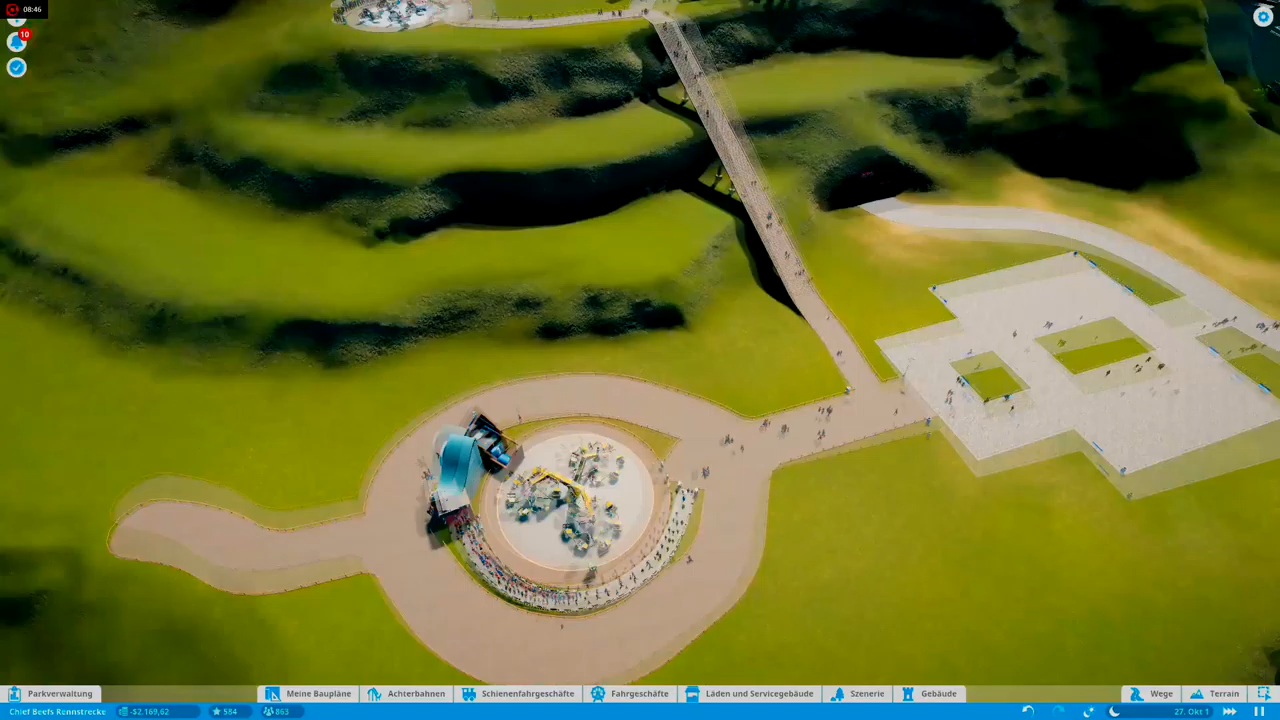 08:46
10
Parkverwaltung
Meine Baupläne
Achterbahnen
Schienenfahrgeschäfte
Fahrgeschäfte
Läden und Servicegebäude
Szenerie
Gebäude
Wege
Terrain
Chief Beefs Rennstrecke
-$2.169,62
584
863
27. Okt 1